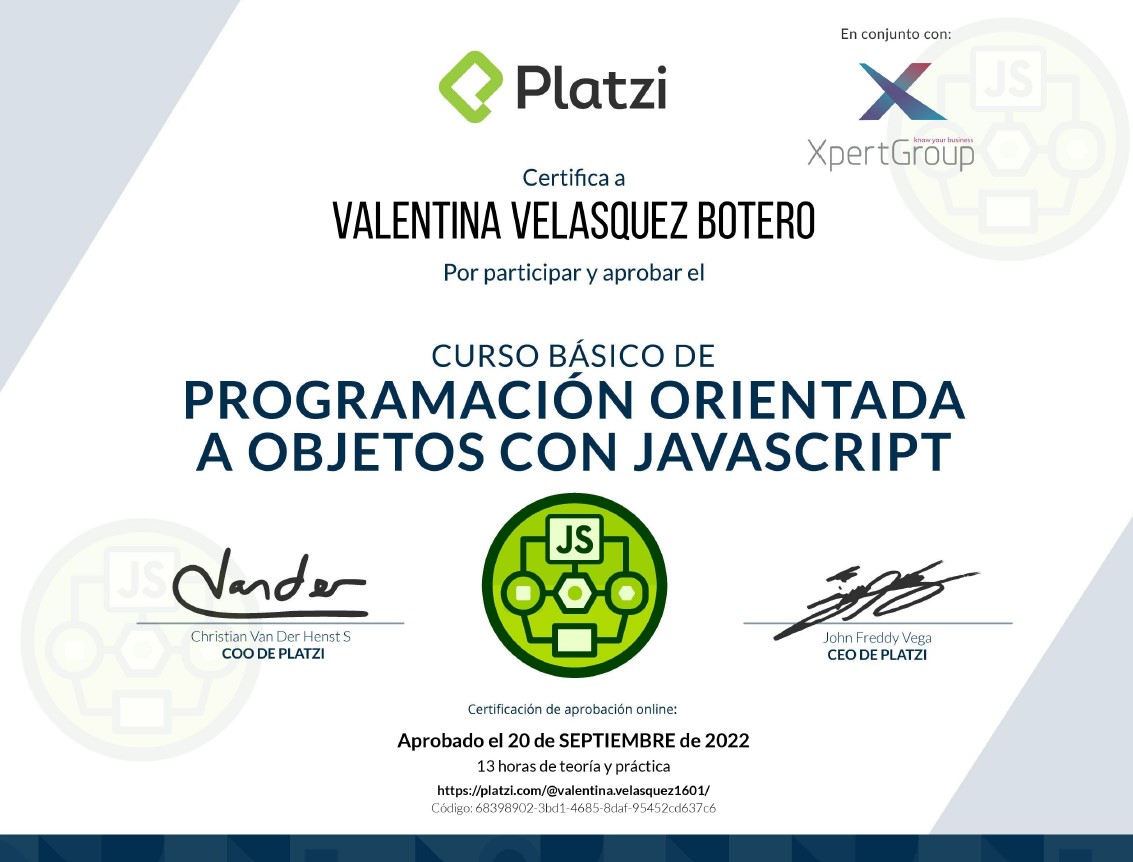 En conjunto con:
Platzi
know your business
XpertGroup
Certifica a
VALENTINA VELASQUEZ BOTERO
Por participar y aprobar el
CURSO BÁSICO DE
PROGRAMACIÓN ORIENTADA
A OBJETOS CON JAVASCRIPT
JS
JS
JS
Vander
Christian Van Der Henst S
COO DE PLATZI
John Freddy Vega
CEO DE PLATZI
Certificación de aprobación online:
Aprobado el 20 de SEPTIEMBRE de 2022
13 horas de teoría y práctica
https://platzi.com/@valentina.velasquez1601/
Código: 68398902-3bd1-4685-8daf-95452cd637c6